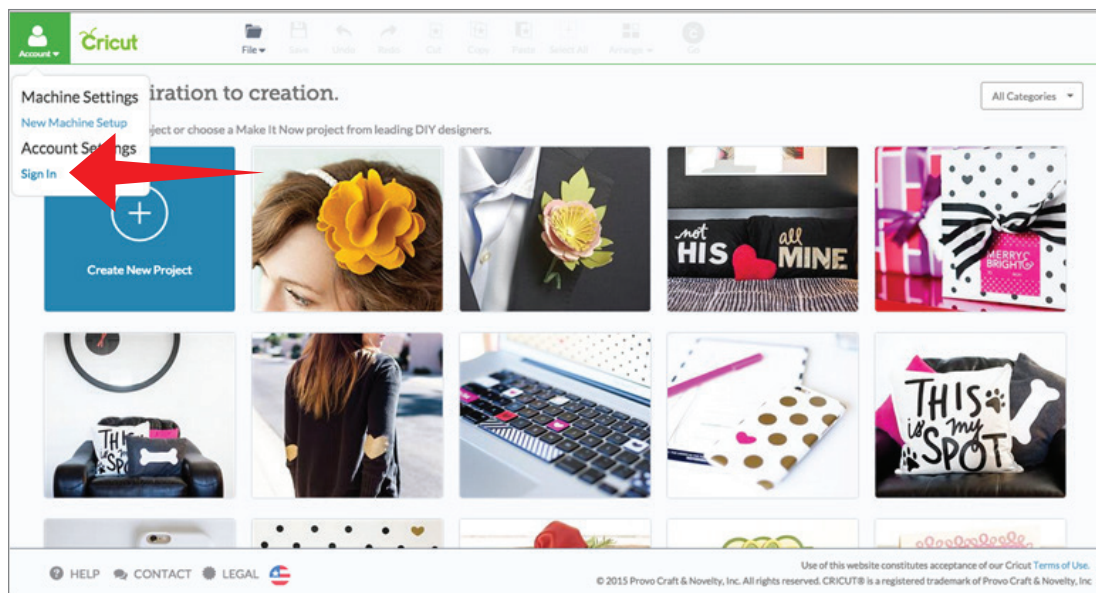 Account
Cricut
File
Save
Undo
Redo
Cut
Copy
Paste
Select All
Arrange
Go
Machine Settings
New Machine Setup
Account Settings
Sign In
iration to creation.
ject or choose a Make It Now project from leading DIY designers.
All Categories
Create New Project
not
HIS
all
MINE
MERRY &
BRIGHT
THIS
is my
SPOT
THIS
is my
SPOT
HELP
CONTACT
LEGAL
Use of this website constitutes acceptance of our Cricut Terms of Use.
© 2015 Provo Craft & Novelty, Inc. All rights reserved. CRICUT® is a registered trademark of Provo Craft & Novelty, Inc